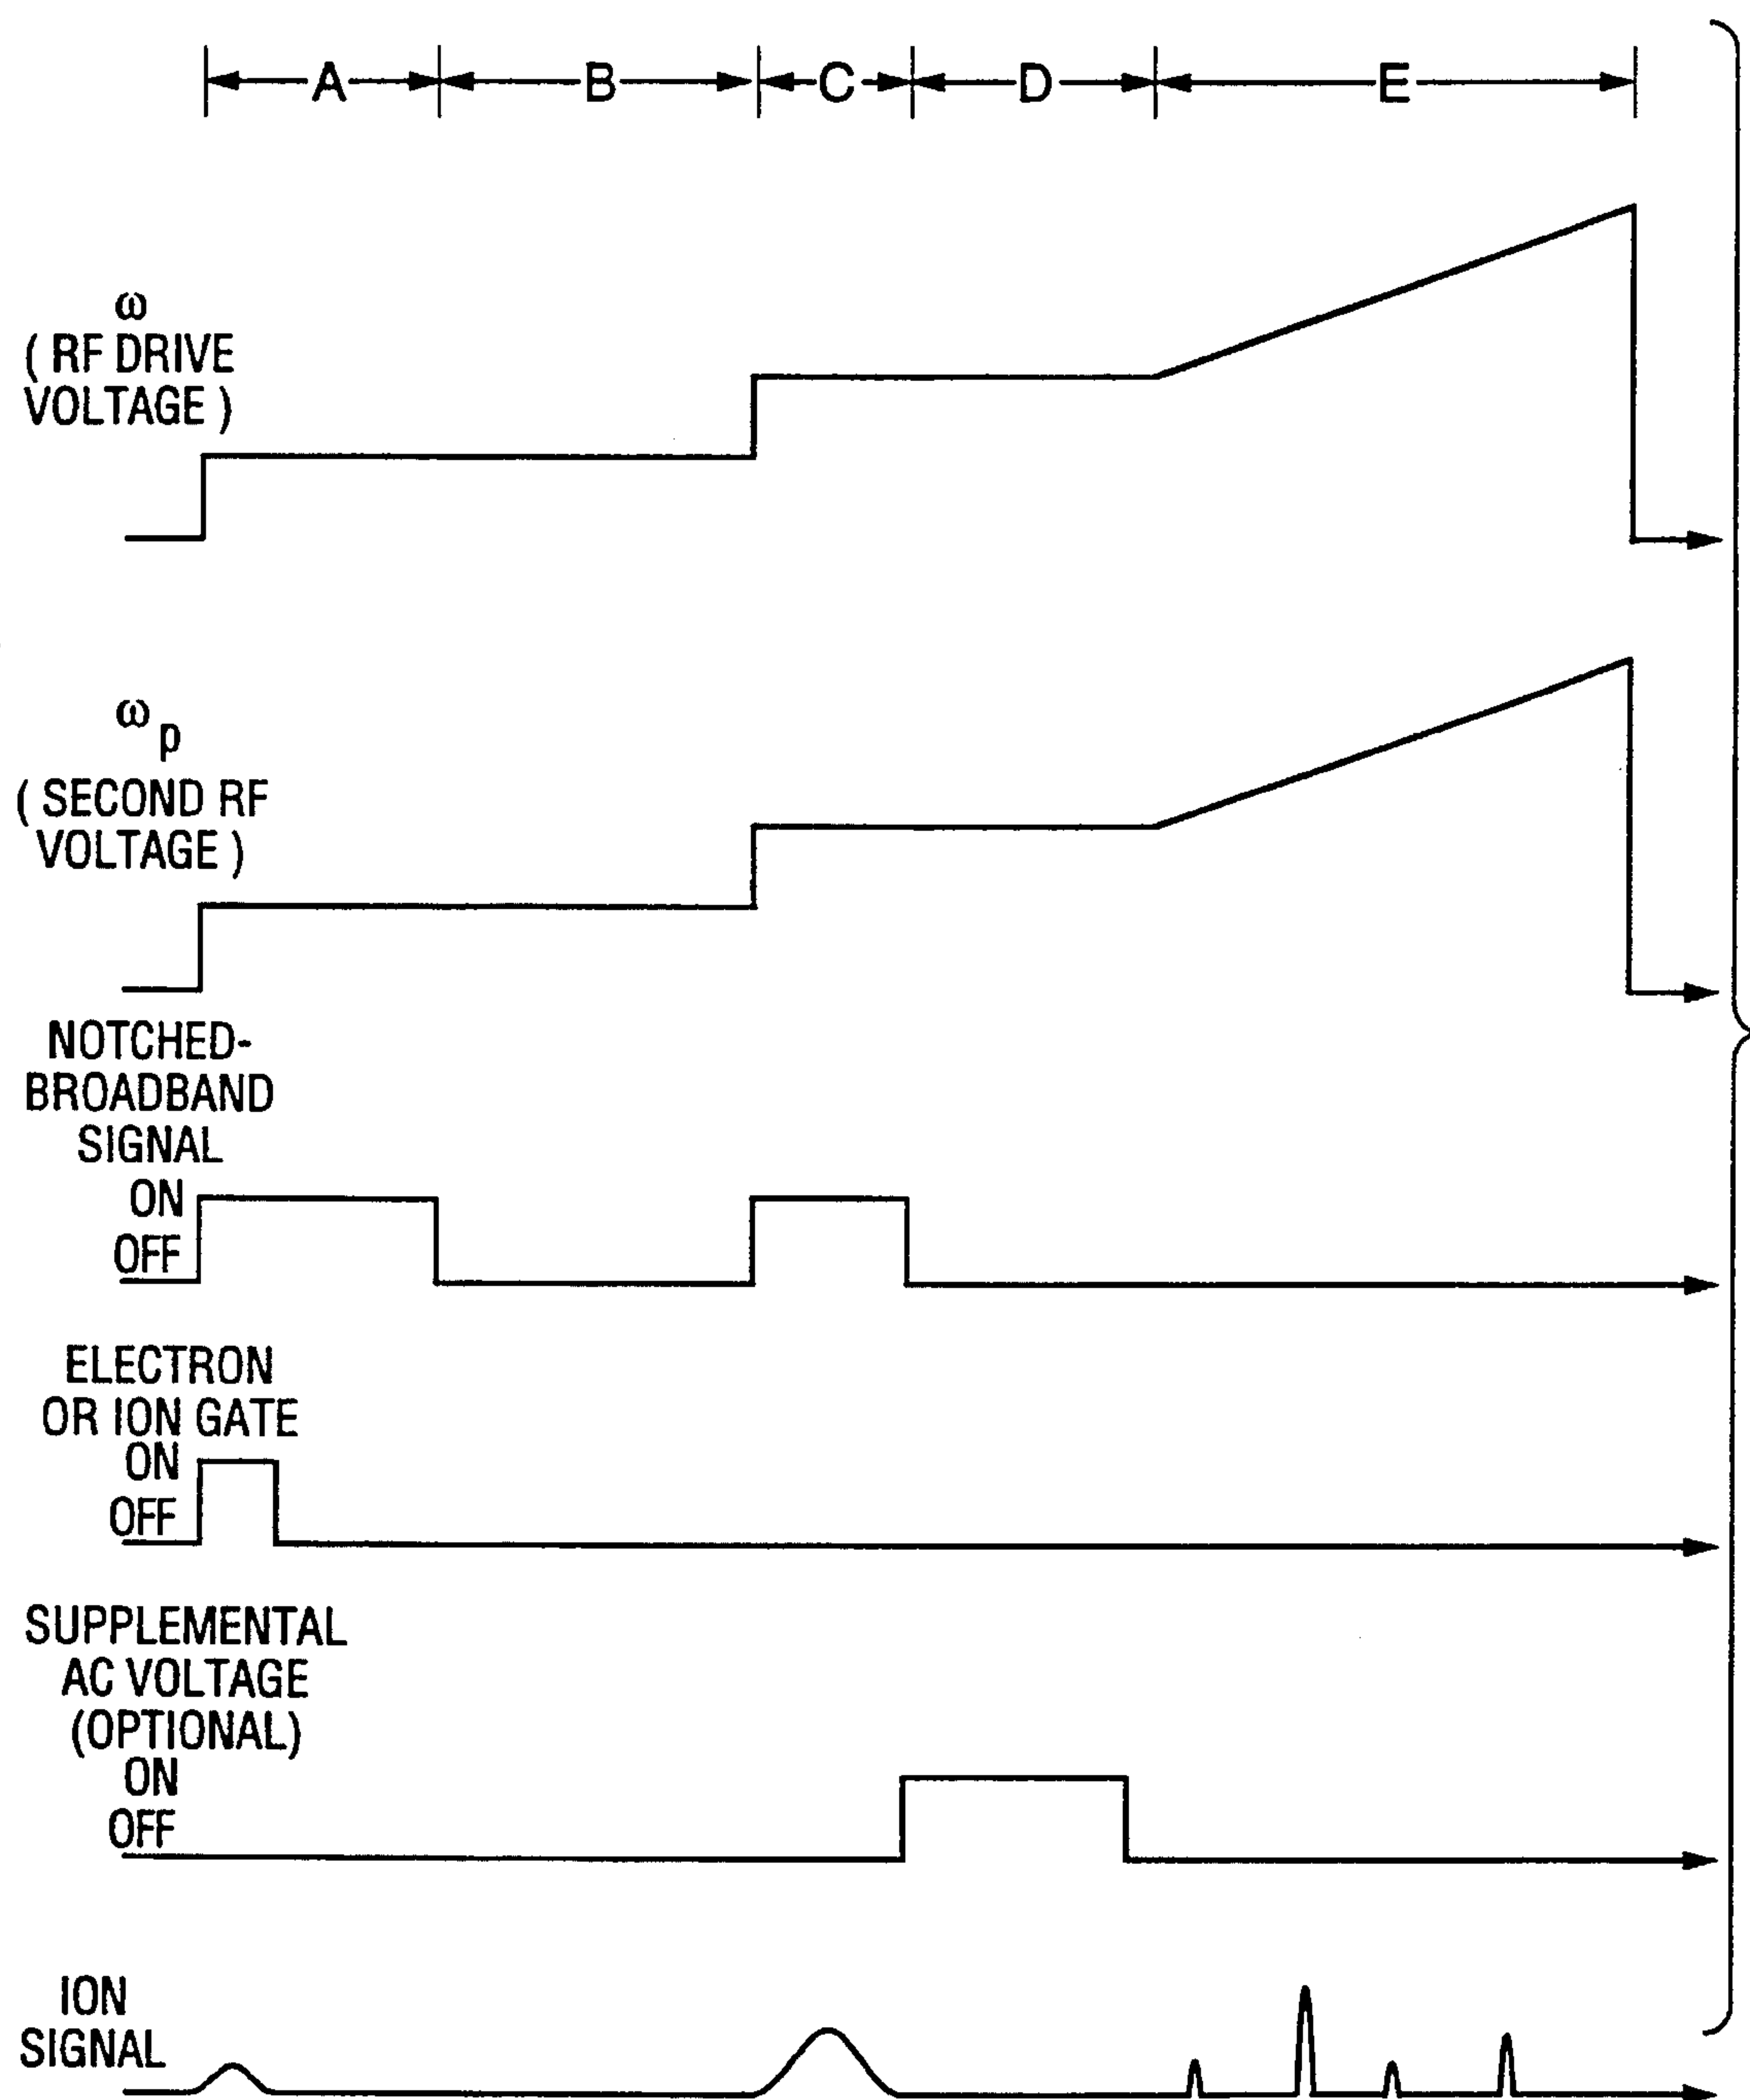 A B C D E
ω
( RF DRIVE
VOLTAGE )
ω p
( SECOND RF
VOLTAGE )
NOTCHED-
BROADBAND
SIGNAL
ON
OFF
ELECTRON
OR ION GATE
ON
OFF
SUPPLEMENTAL
AC VOLTAGE
(OPTIONAL)
ON
OFF
ION
SIGNAL